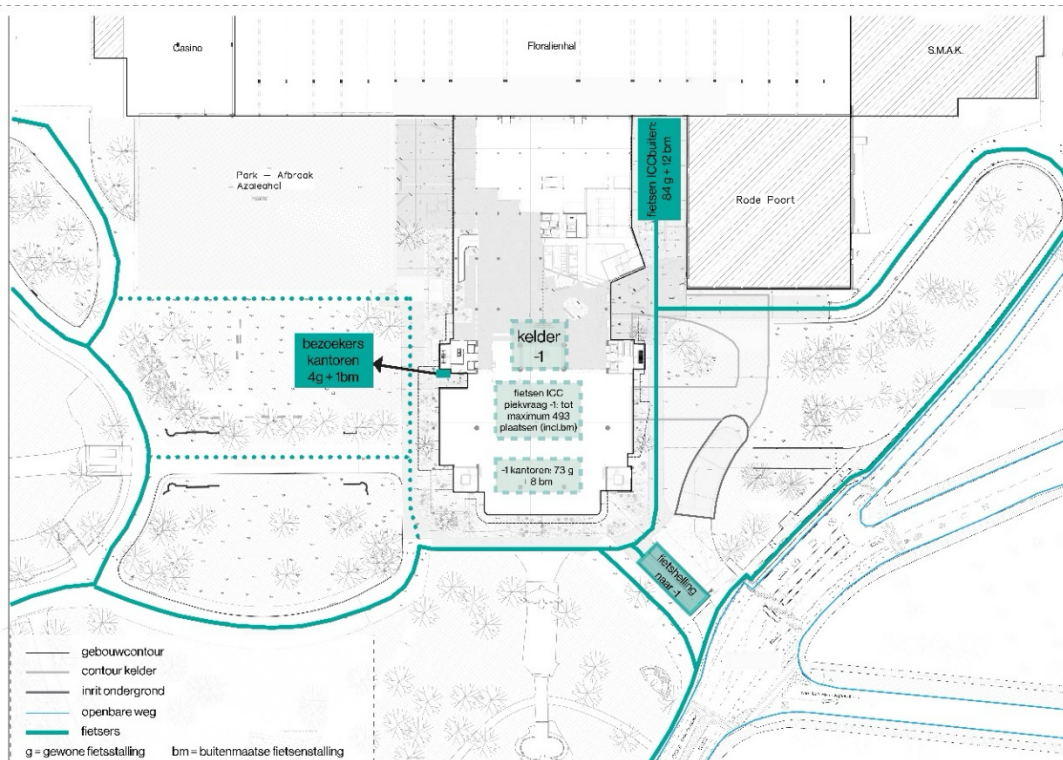 Casino
Floraliënhal
S.M.A.K.
fietsen ICCbuiten:
84 g + 12 bm
Park — Afbraak
Azaleahal
Rode Poort
kelder
-1
bezoekers
kantoren
4g + 1bm
fietsen ICC
piekvraag -1: tot
maximum 493
plaatsen (incl.bm)
-1 kantoren: 73 g
+ 8 bm
fietshelling
naar -1
gebouwcontour
contour kelder
inrit ondergrond
openbare weg
fietsers
g = gewone fietsstalling
bm = buitenmaatse fietsenstalling